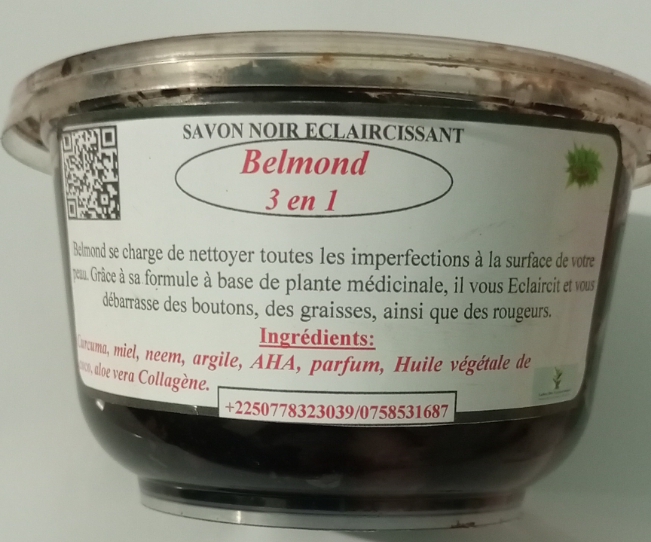 SAVON NOIR ECLAIRCISSANT
Belmond
3 en 1
Belmond se charge de nettoyer toutes les imperfections à la surface de votre
peau. Grâce à sa formule à base de plante médicinale, il vous Eclaircit et vous
débarrasse des boutons, des graisses, ainsi que des rougeurs.
Ingrédients:
Curcuma, miel, neem, argile, AHA, parfum, Huile végétale de
aloe vera Collagène.
+2250778323039/0758531687